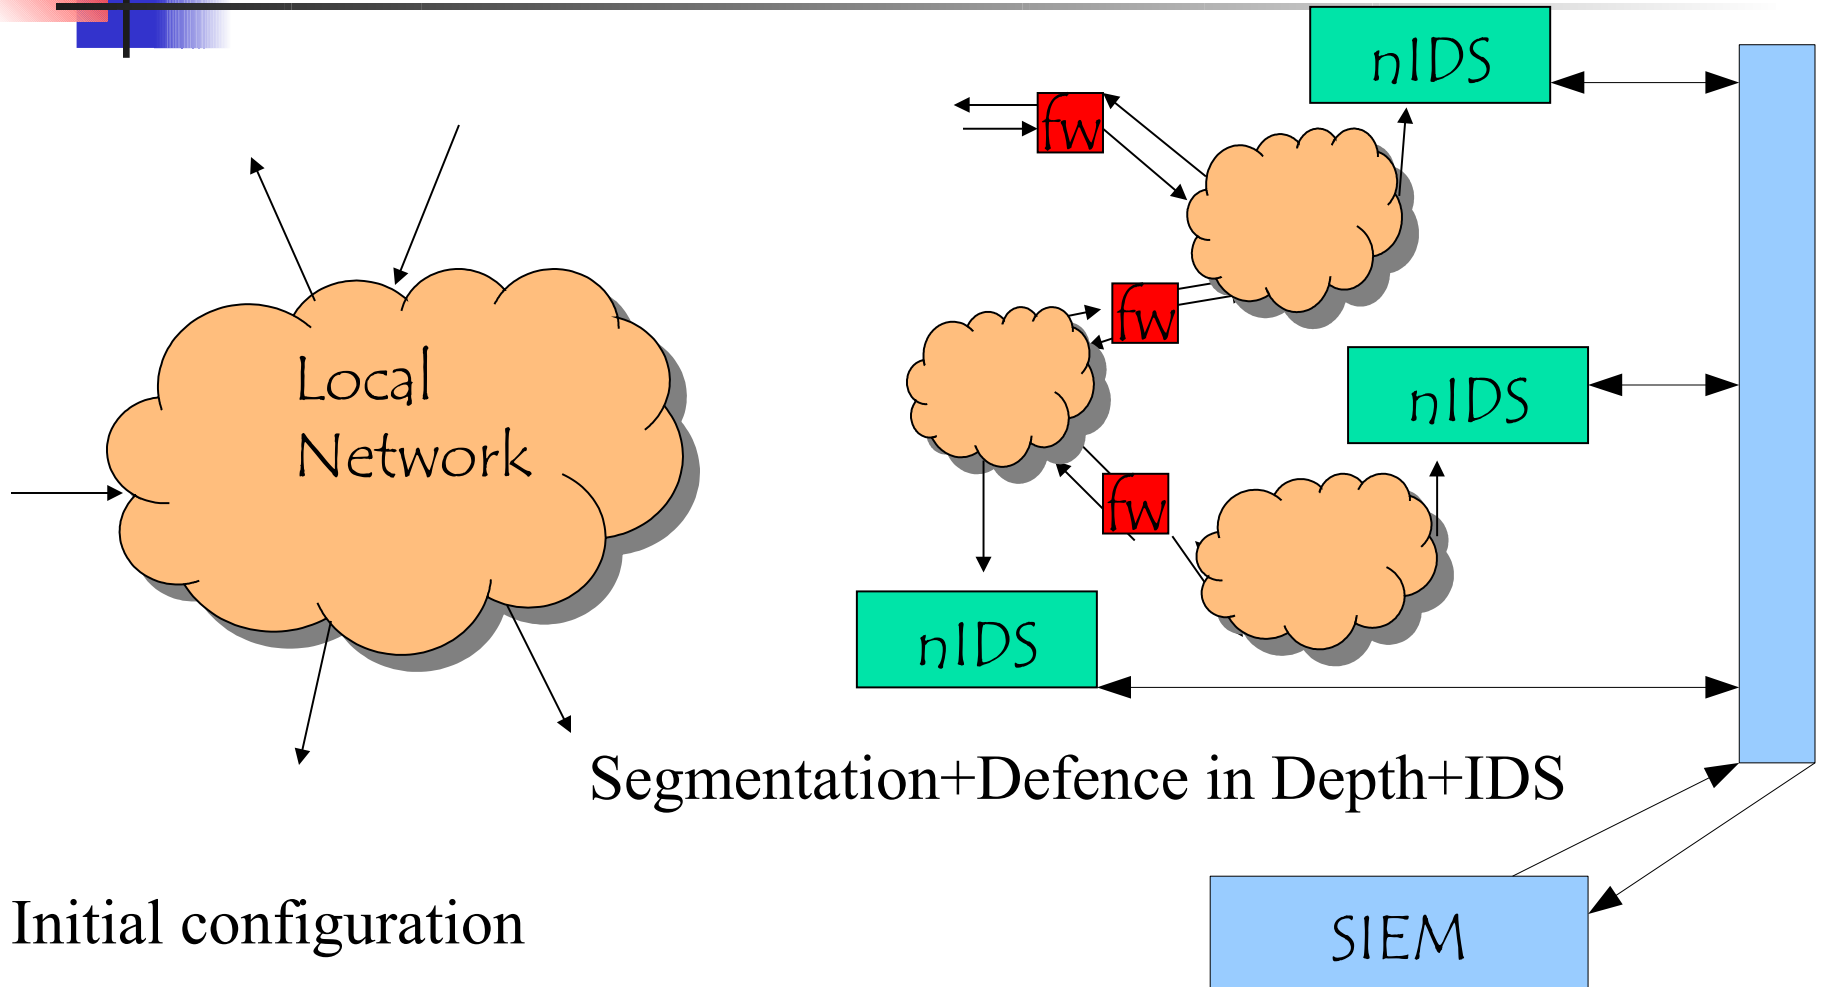 nIDS
fw
fw
Local
Network
nIDS
fw
nIDS
Segmentation+Defence in Depth+IDS
Initial configuration
SIEM